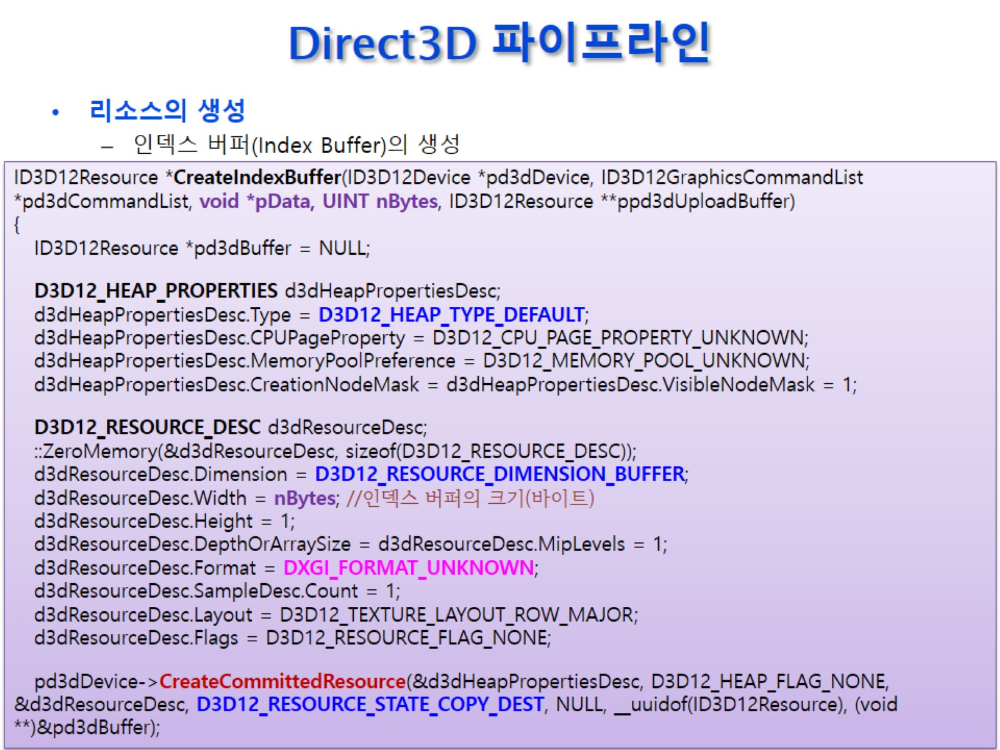 Direct3D 파이프라인
• 리소스의 생성
– 인덱스 버퍼(Index Buffer)의 생성
ID3D12Resource *CreateIndexBuffer(ID3D12Device *pd3dDevice, ID3D12GraphicsCommandList
*pd3dCommandList, void *pData, UINT nBytes, ID3D12Resource **ppd3dUploadBuffer)
{
ID3D12Resource *pd3dBuffer = NULL;
D3D12_HEAP_PROPERTIES d3dHeapPropertiesDesc;
d3dHeapPropertiesDesc.Type = D3D12_HEAP_TYPE_DEFAULT;
d3dHeapPropertiesDesc.CPUPageProperty = D3D12_CPU_PAGE_PROPERTY_UNKNOWN;
d3dHeapPropertiesDesc.MemoryPoolPreference = D3D12_MEMORY_POOL_UNKNOWN;
d3dHeapPropertiesDesc.CreationNodeMask = d3dHeapPropertiesDesc.VisibleNodeMask = 1;
D3D12_RESOURCE_DESC d3dResourceDesc;
::ZeroMemory(&d3dResourceDesc, sizeof(D3D12_RESOURCE_DESC));
d3dResourceDesc.Dimension = D3D12_RESOURCE_DIMENSION_BUFFER;
d3dResourceDesc.Width = nBytes; //인덱스 버퍼의 크기(바이트)
d3dResourceDesc.Height = 1;
d3dResourceDesc.DepthOrArraySize = d3dResourceDesc.MipLevels = 1;
d3dResourceDesc.Format = DXGI_FORMAT_UNKNOWN;
d3dResourceDesc.SampleDesc.Count = 1;
d3dResourceDesc.Layout = D3D12_TEXTURE_LAYOUT_ROW_MAJOR;
d3dResourceDesc.Flags = D3D12_RESOURCE_FLAG_NONE;
pd3dDevice->CreateCommittedResource(&d3dHeapPropertiesDesc, D3D12_HEAP_FLAG_NONE,
&d3dResourceDesc, D3D12_RESOURCE_STATE_COPY_DEST, NULL, __uuidof(ID3D12Resource), (void
**)&pd3dBuffer);